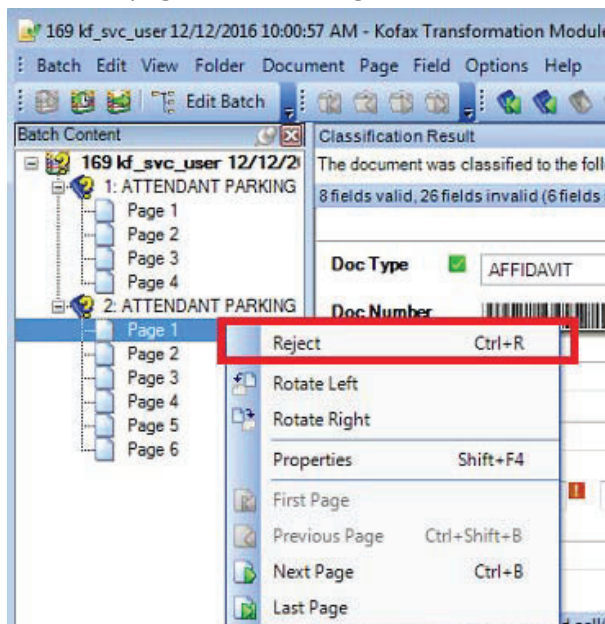 169 kf_svc_user 12/12/2016 10:00:57 AM - Kofax Transformation Module
Batch Edit View Folder Document Page Field Options Help
Edit Batch
Batch Content
Classification Result
169 kf_svc_user 12/12/2
The document was classified to the foll
1: ATTENDANT PARKING
8 fields valid, 26 fields invalid (6 fields
Page 1
Page 2
Page 3
Page 4
Doc Type AFFIDAVIT
2: ATTENDANT PARKING
Doc Number
Page 1
Page 2
Page 3
Page 4
Page 5
Page 6
Reject Ctrl+R
Rotate Left
Rotate Right
Properties Shift+F4
First Page
Previous Page Ctrl+Shift+B
Next Page Ctrl+B
Last Page